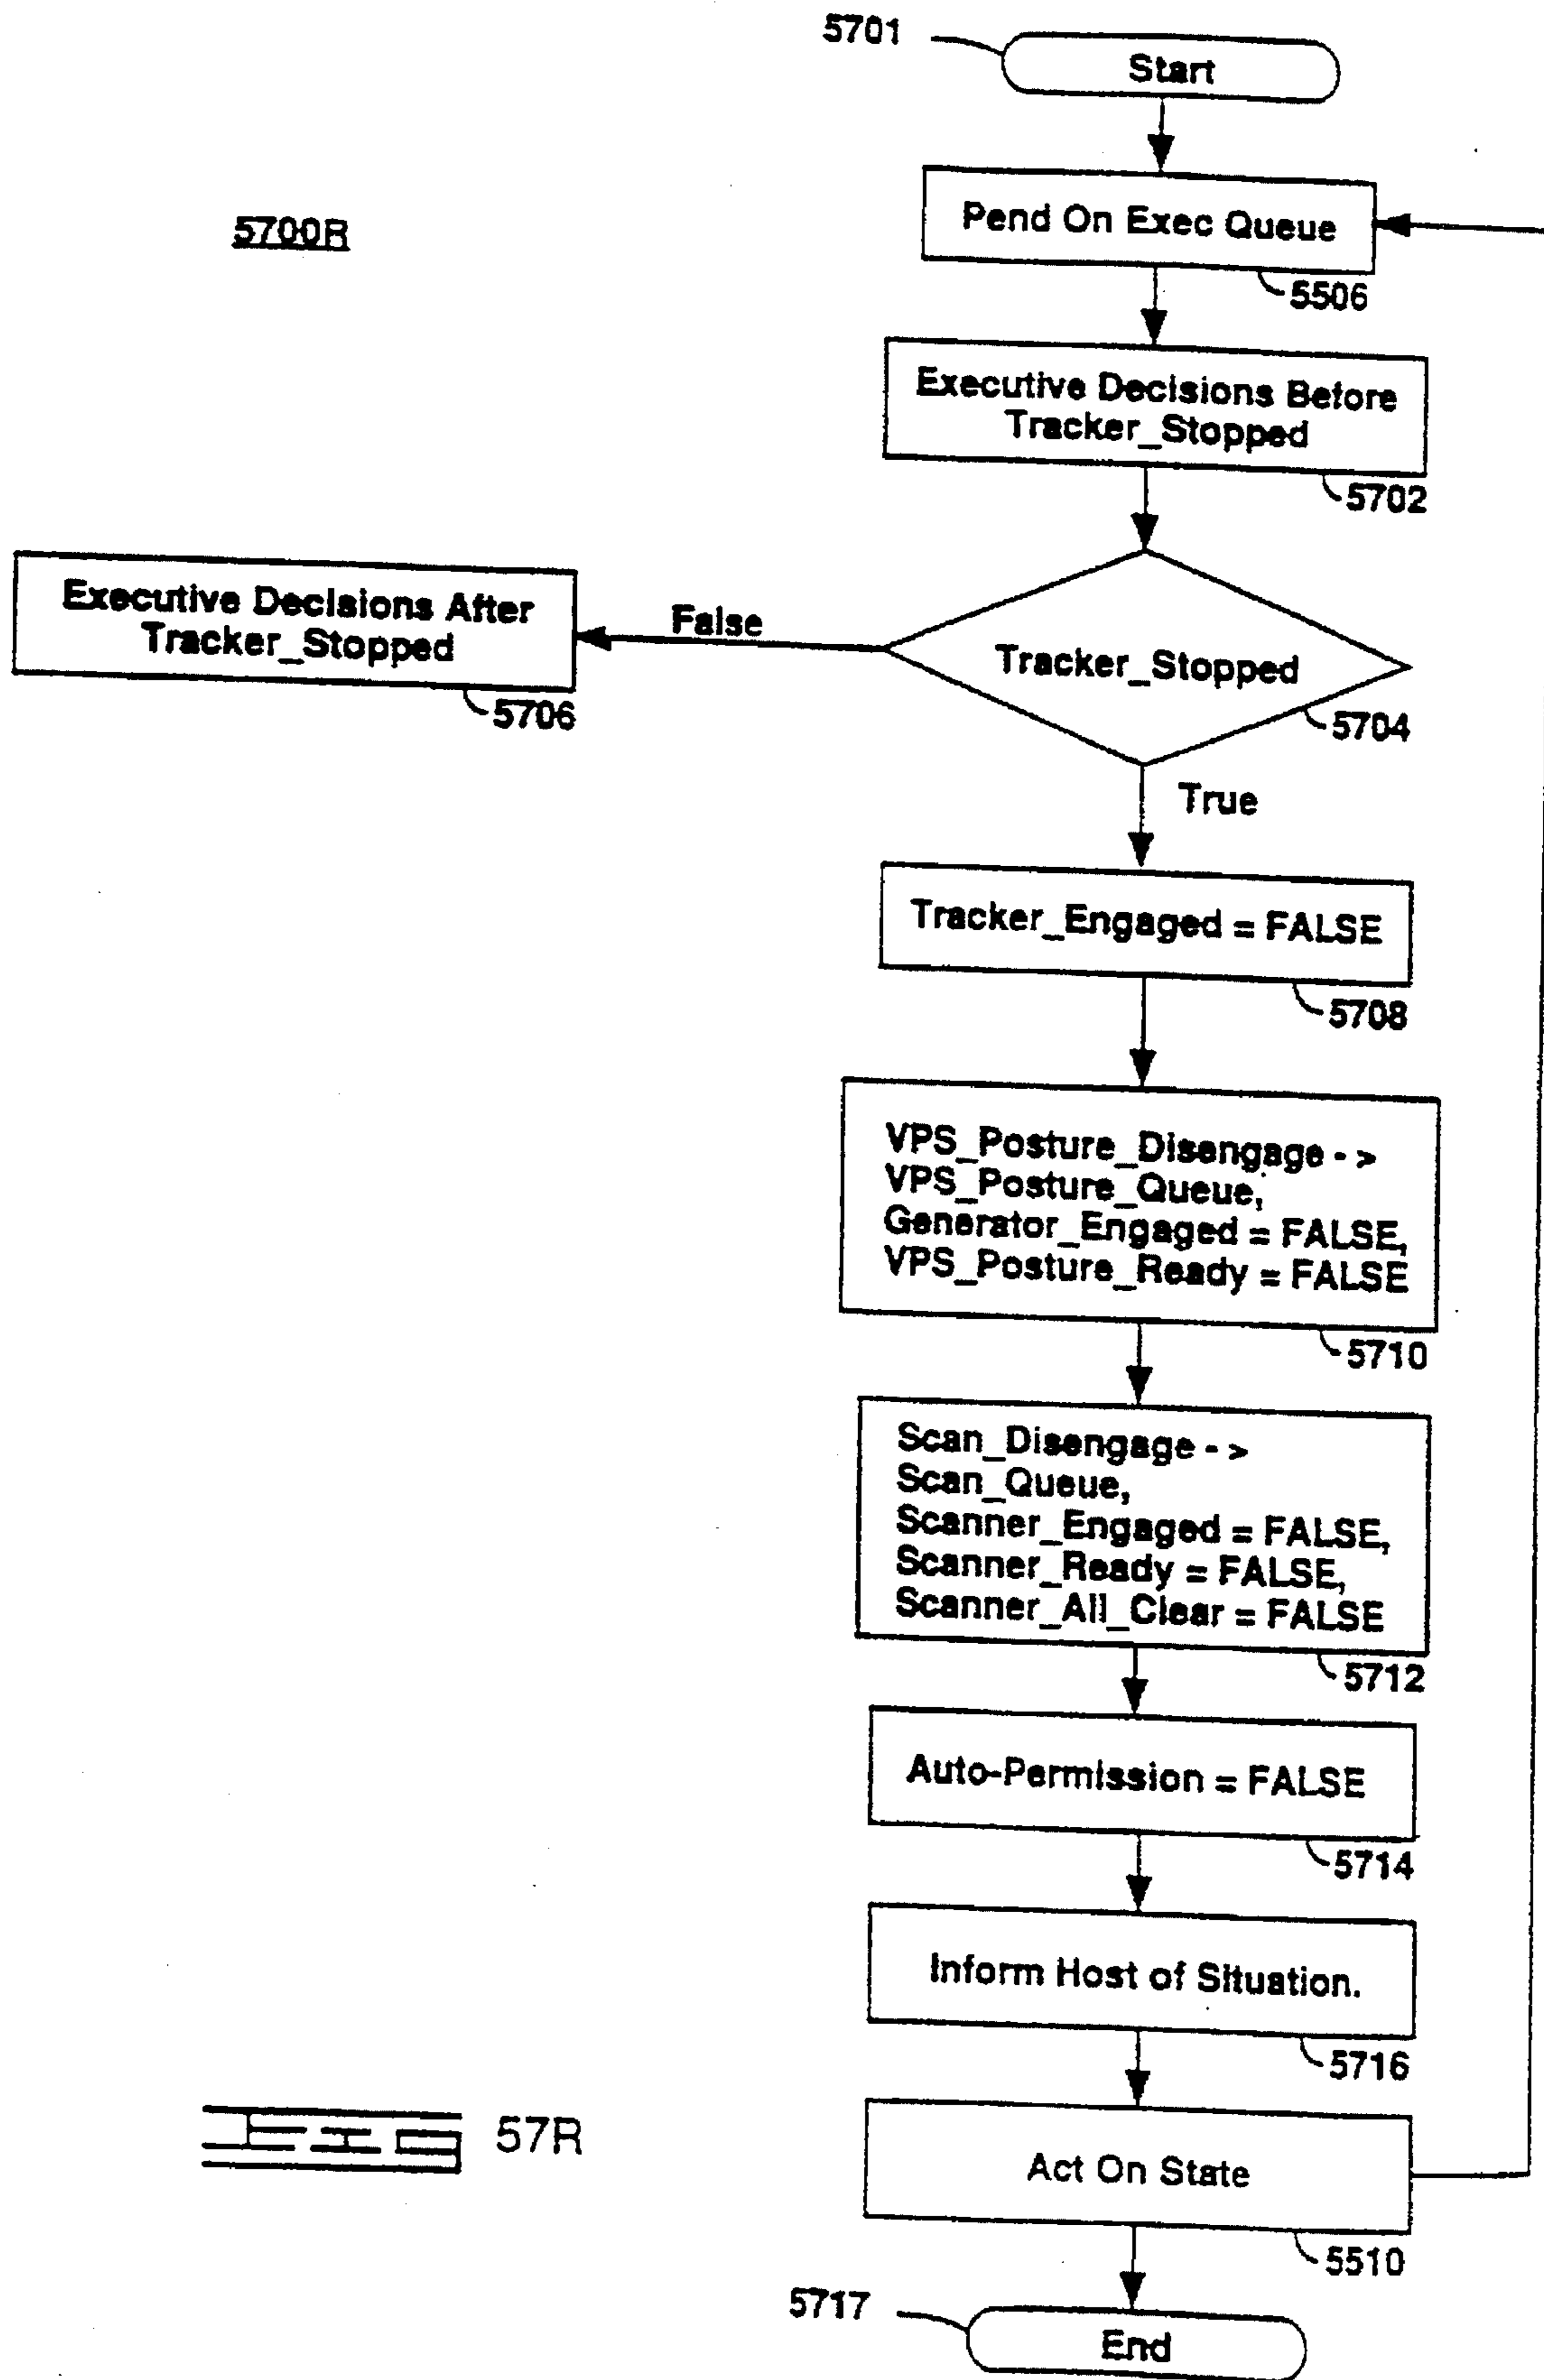 5701
Start
5700R
Pend On Exec Queue
5506
Executive Decisions Before
Tracker_Stopped
5702
Executive Decisions After
Tracker_Stopped
5706
False
Tracker_Stopped
5704
True
Tracker_Engaged = FALSE
5708
VPS_Posture_Disengage - >
VPS_Posture_Queue,
Generator_Engaged = FALSE,
VPS_Posture_Ready = FALSE
5710
Scan_Disengage - >
Scan_Queue,
Scanner_Engaged = FALSE,
Scanner_Ready = FALSE,
Scanner_All_Clear = FALSE
5712
Auto-Permission = FALSE
5714
Inform Host of Situation.
5716
FIG 57R
Act On State
5510
5717
End